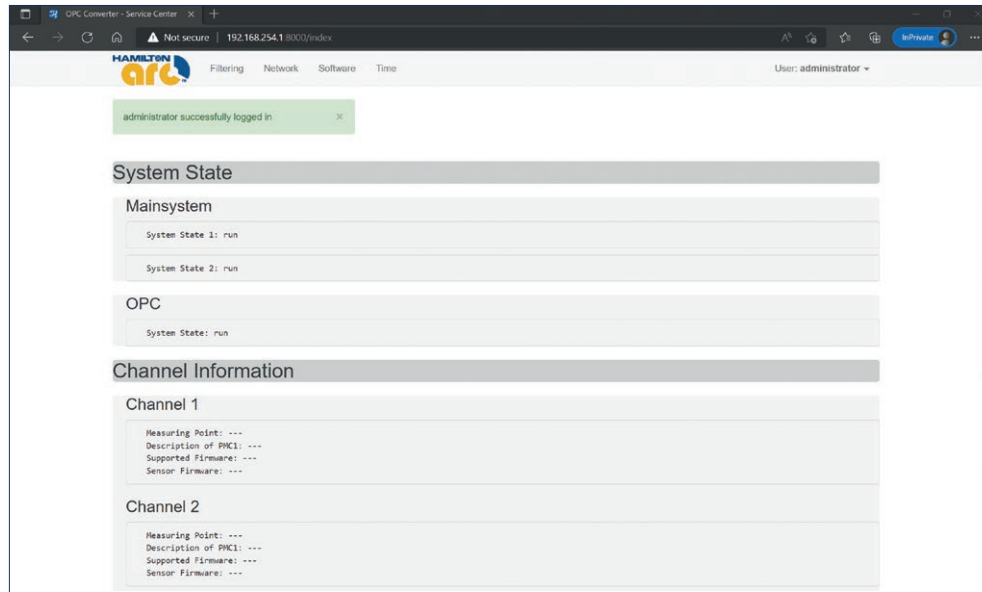 OPC Converter - Service Center
Not secure | 192.168.254.1:8000/index
InPrivate
HAMILTON
arc
Filtering Network Software Time
User: administrator
administrator successfully logged in ×
System State
Mainsystem
System State 1: run
System State 2: run
OPC
System State: run
Channel Information
Channel 1
Measuring Point: ---
Description of PMC1: ---
Supported Firmware: ---
Sensor Firmware: ---
Channel 2
Measuring Point: ---
Description of PMC1: ---
Supported Firmware: ---
Sensor Firmware: ---